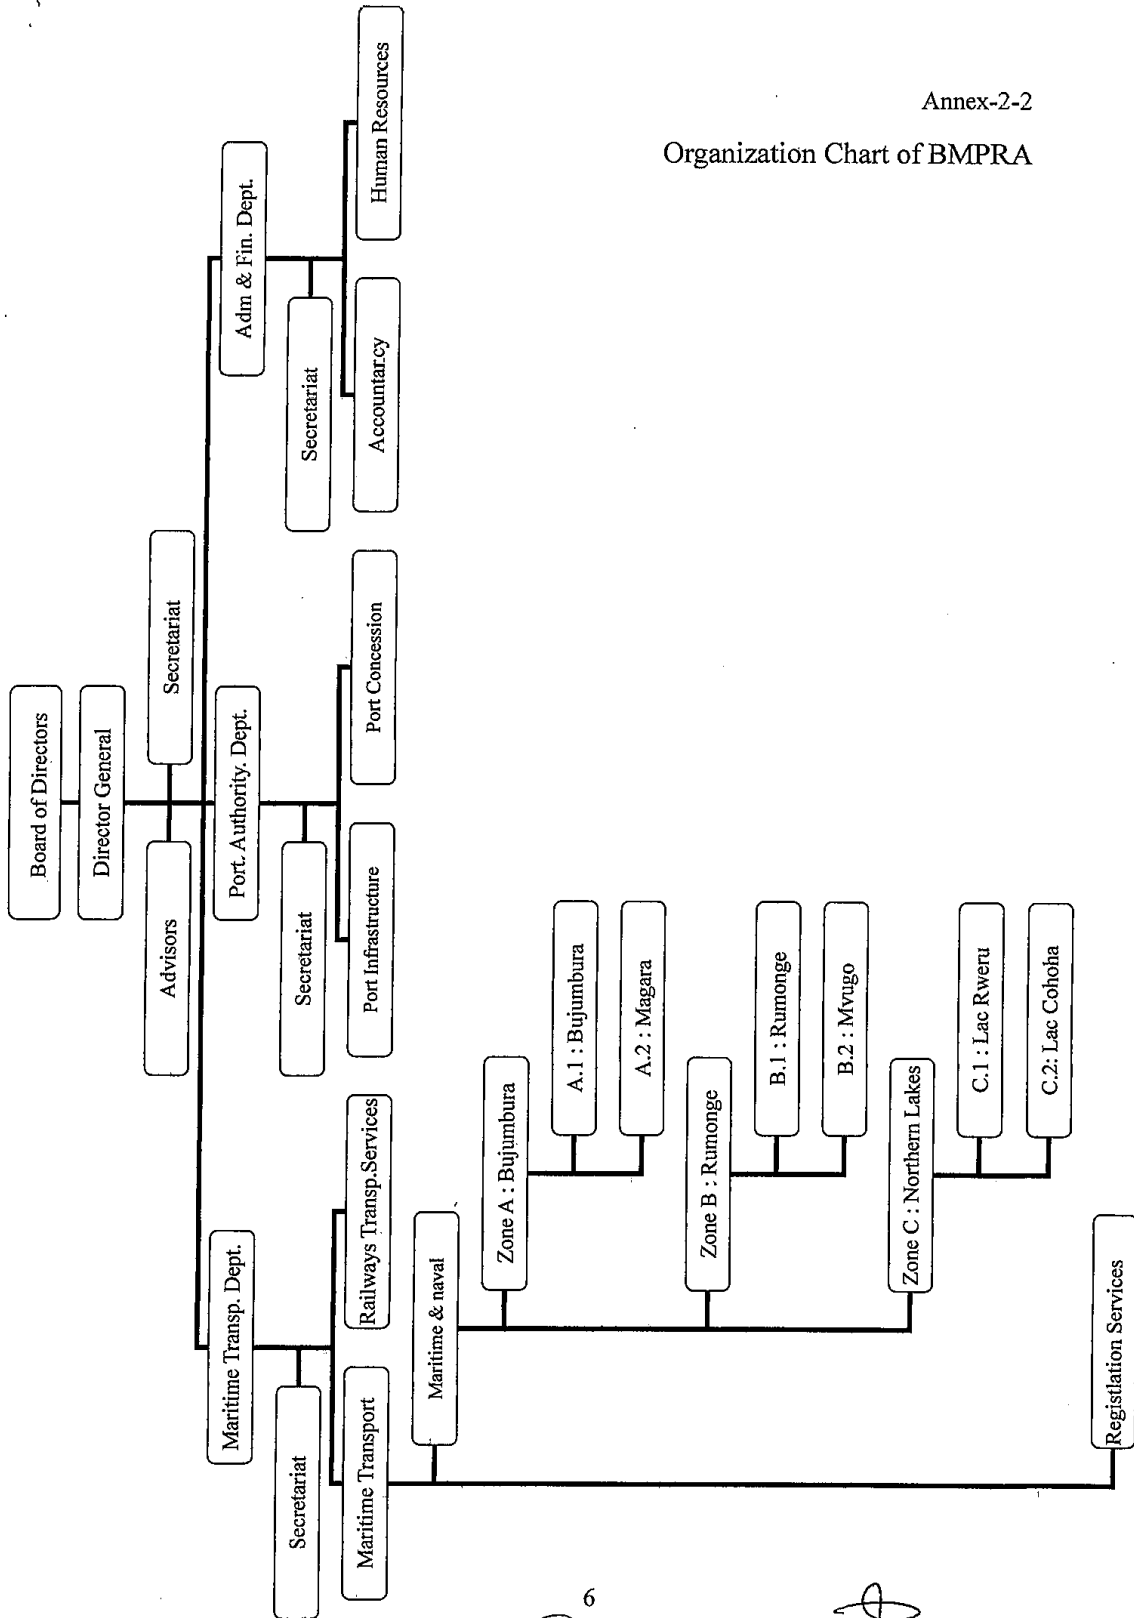 Annex-2-2
Organization Chart of BMPRA
Board of Directors
Director General
Advisors
Secretariat
Maritime Transp. Dept.
Port. Authority. Dept.
Adm & Fin. Dept.
Secretariat
Secretariat
Secretariat
Maritime Transport
Railways Transp.Services
Port Infrastructure
Port Concession
Accountar.cy
Human Resources
Maritime & naval
Zone A : Bujumbura
A.1 : Bujumbura
A.2 : Magara
Zone B : Rumonge
B.1 : Rumonge
B.2 : Mvugo
Zone C : Northern Lakes
C.1 : Lac Rweru
C.2: Lac Cohoha
Registlation Services
6